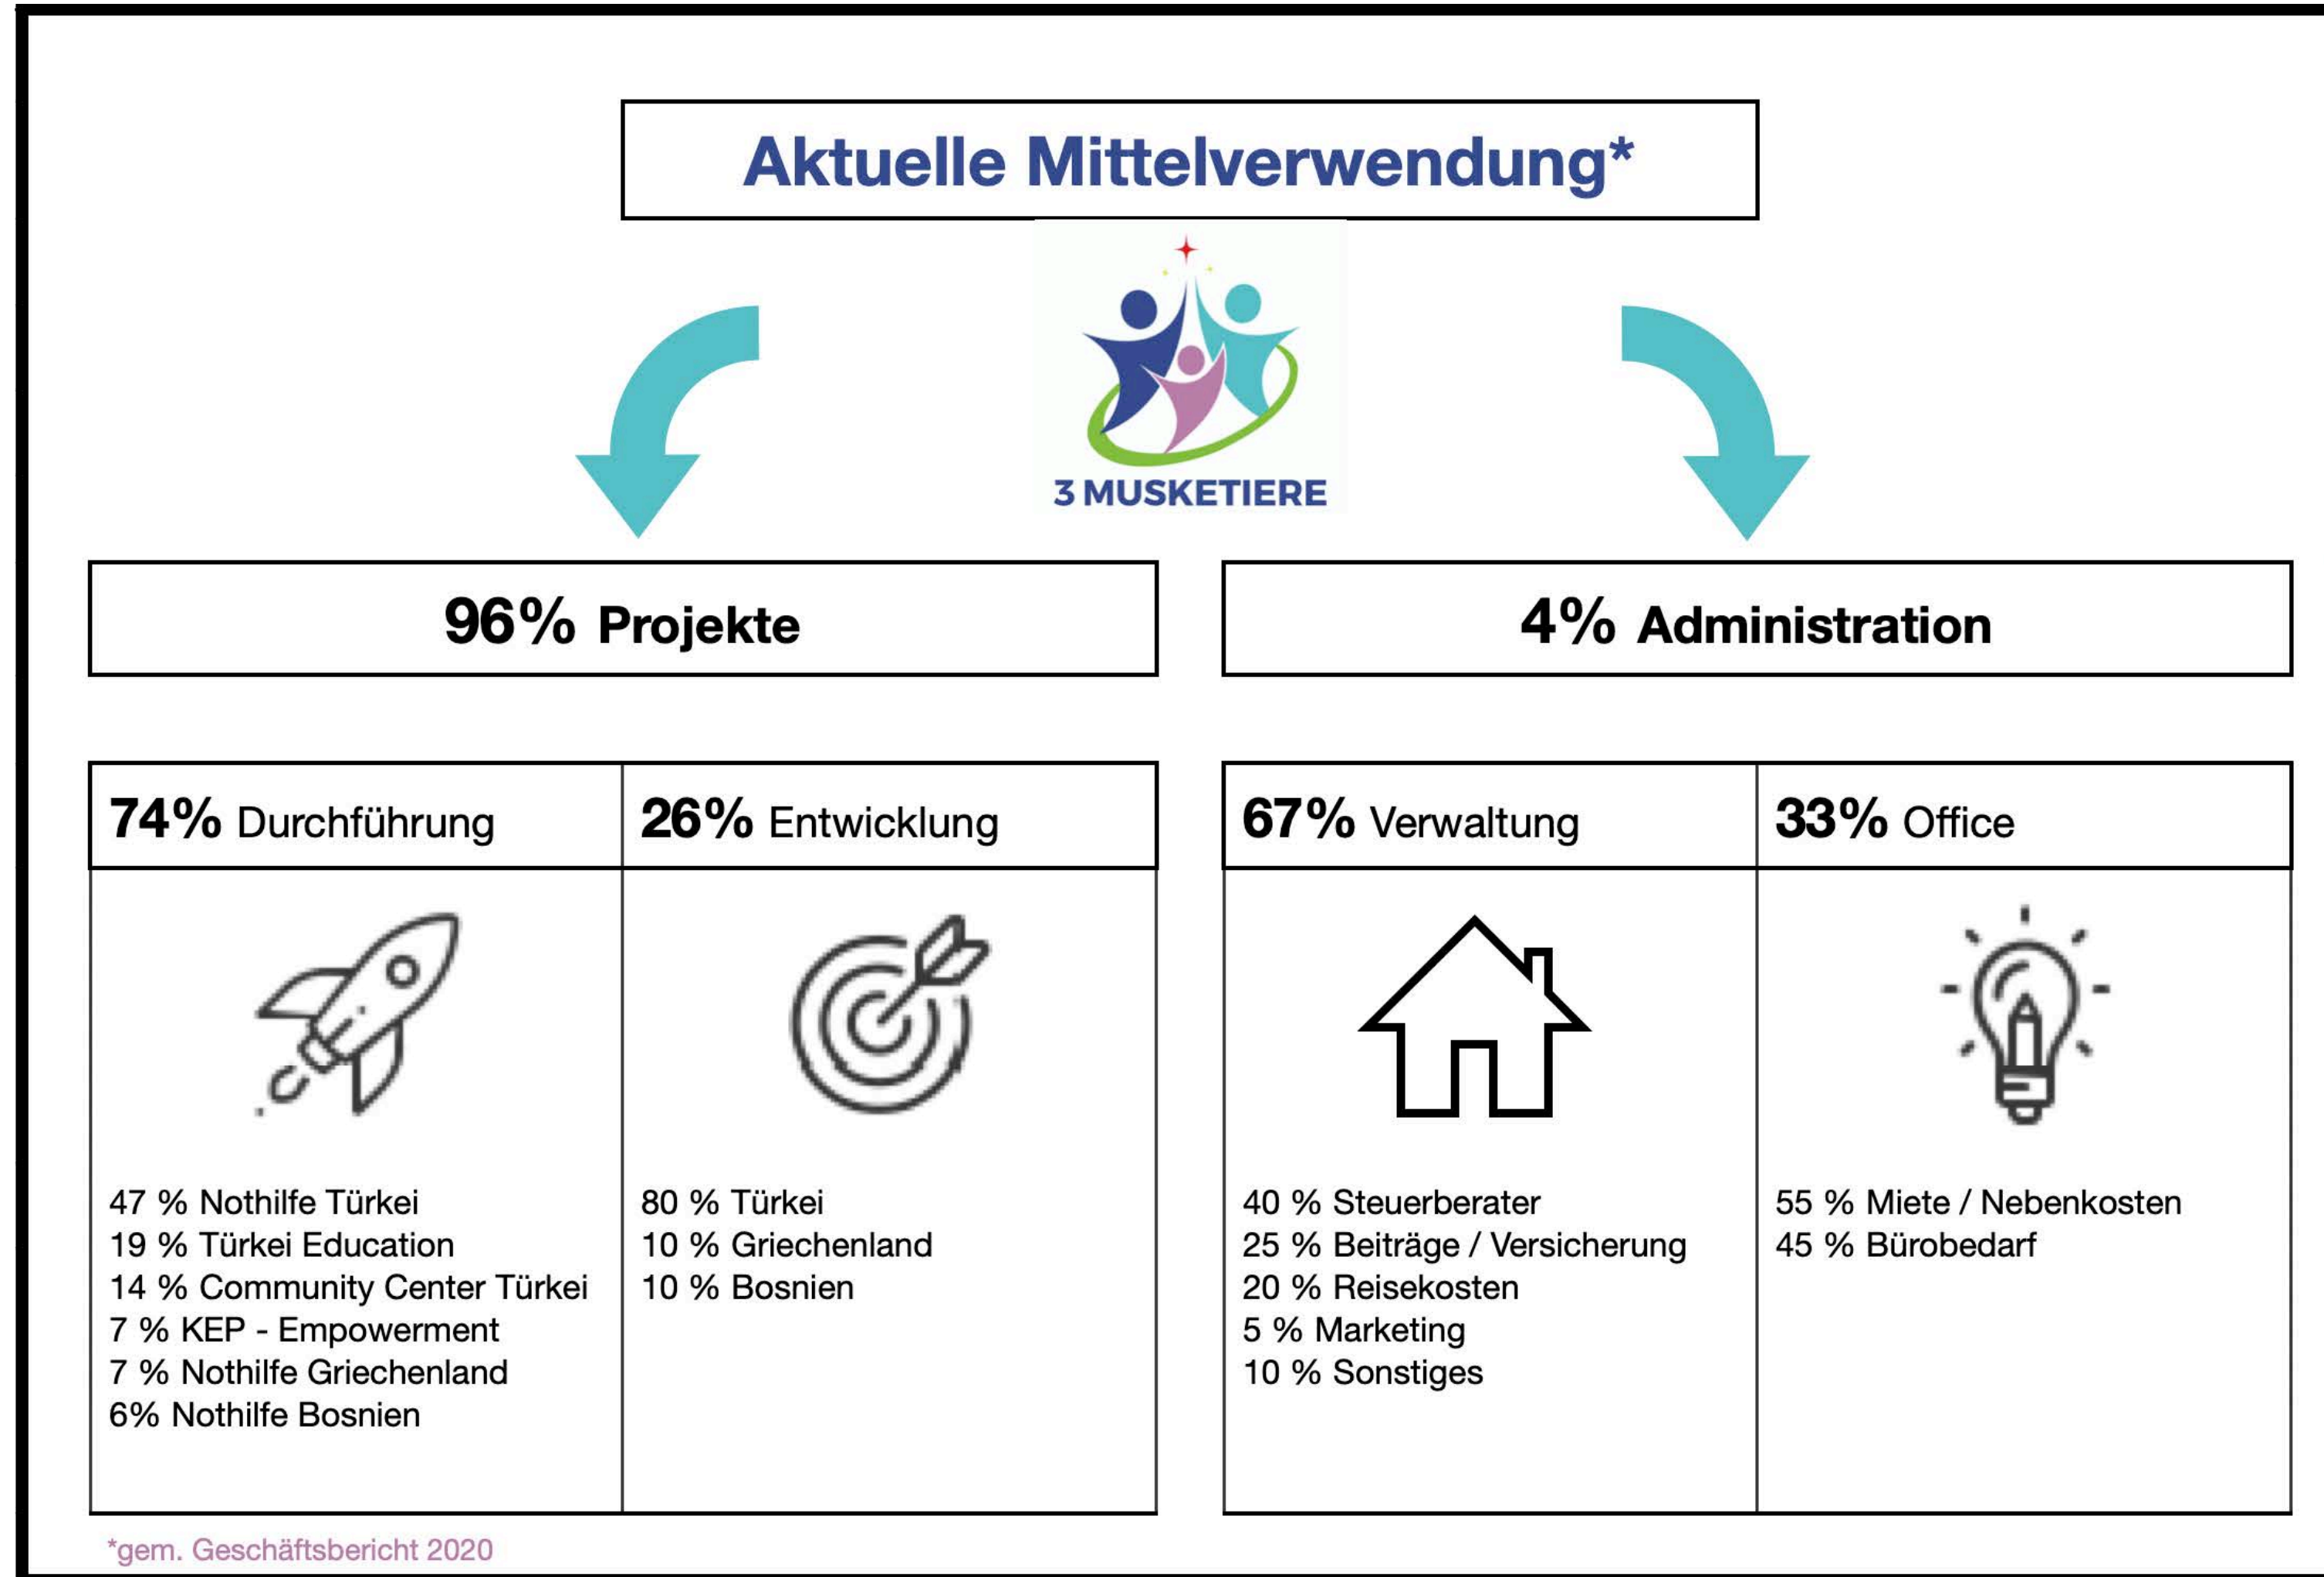 Aktuelle Mittelverwendung*
3 MUSKETIERE
96% Projekte
4% Administration
74% Durchführung
26% Entwicklung
67% Verwaltung
33% Office
47 % Nothilfe Türkei
19 % Türkei Education
14 % Community Center Türkei
7 % KEP - Empowerment
7 % Nothilfe Griechenland
6% Nothilfe Bosnien
80 % Türkei
10 % Griechenland
10 % Bosnien
40 % Steuerberater
25 % Beiträge / Versicherung
20 % Reisekosten
5 % Marketing
10 % Sonstiges
55 % Miete / Nebenkosten
45 % Bürobedarf
*gem. Geschäftsbericht 2020